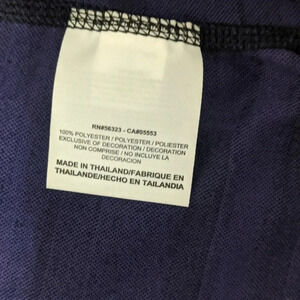 RN#56323 - CA#05553
100% POLYESTER / POLYESTER / POLIESTER
EXCLUSIVE OF DECORATION / DECORATION
NON COMPRISE / NO INCLUYE LA
DECORACION
MADE IN THAILAND/FABRIQUE EN
THAILANDE/HECHO EN TAILANDIA